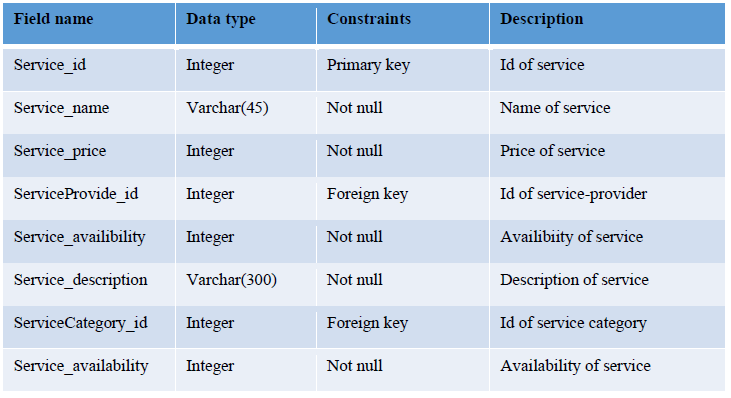 Field name Data type Constraints Description
Service_id Integer Primary key Id of service
Service_name Varchar(45) Not null Name of service
Service_price Integer Not null Price of service
ServiceProvide_id Integer Foreign key Id of service-provider
Service_availibility Integer Not null Availibiity of service
Service_description Varchar(300) Not null Description of service
ServiceCategory_id Integer Foreign key Id of service category
Service_availability Integer Not null Availability of service